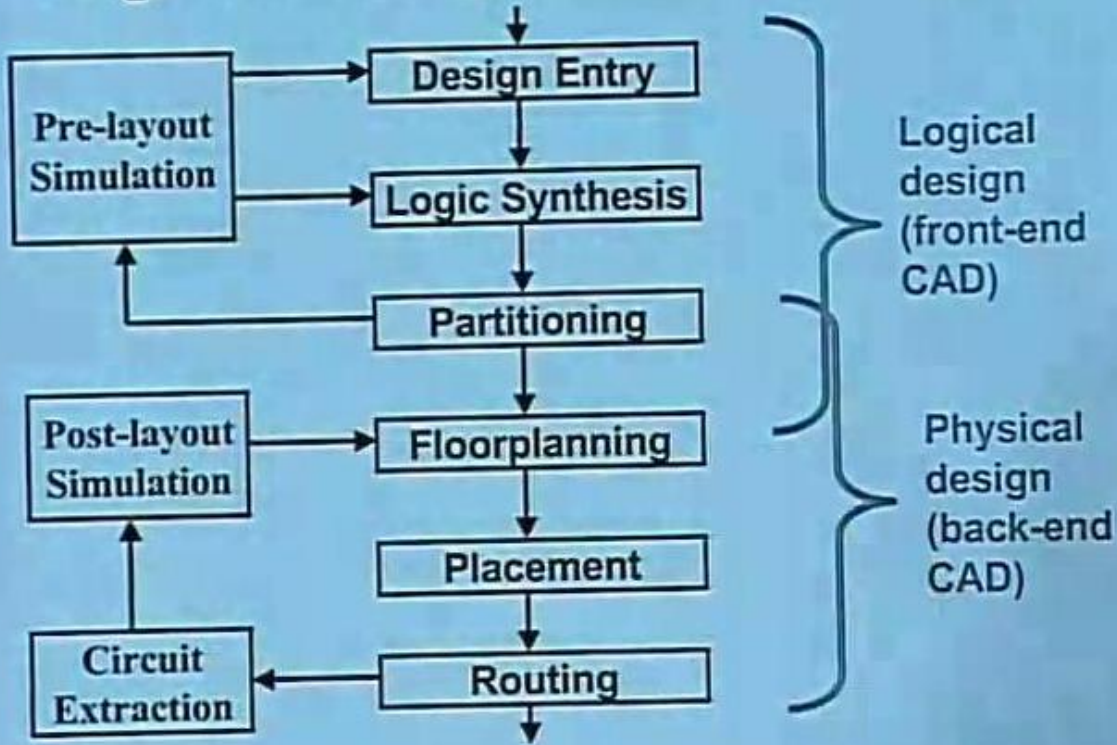 Design Entry
Pre-layout
Simulation
Logic Synthesis
Partitioning
Logical
design
(front-end
CAD)
Post-layout
Simulation
Floorplanning
Placement
Physical
design
(back-end
CAD)
Circuit
Extraction
Routing